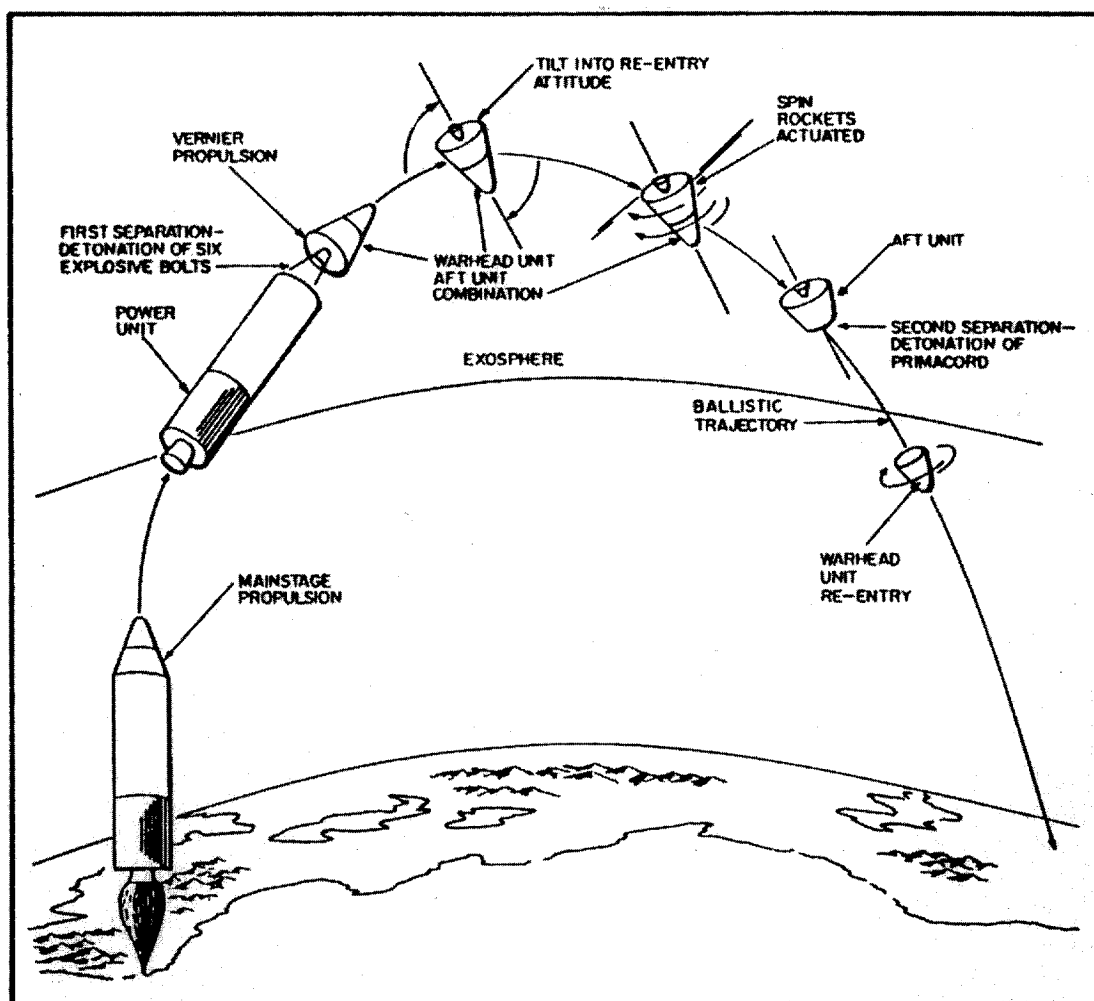 TILT INTO RE-ENTRY
ATTITUDE
SPIN
ROCKETS
ACTUATED
VERNIER
PROPULSION
FIRST SEPARATION-
DETONATION OF SIX
EXPLOSIVE BOLTS
WARHEAD UNIT
AFT UNIT
COMBINATION
AFT UNIT
POWER
UNIT
SECOND SEPARATION-
DETONATION OF
PRIMACORD
EXOSPHERE
BALLISTIC
TRAJECTORY
WARHEAD
UNIT
RE-ENTRY
MAINSTAGE
PROPULSION